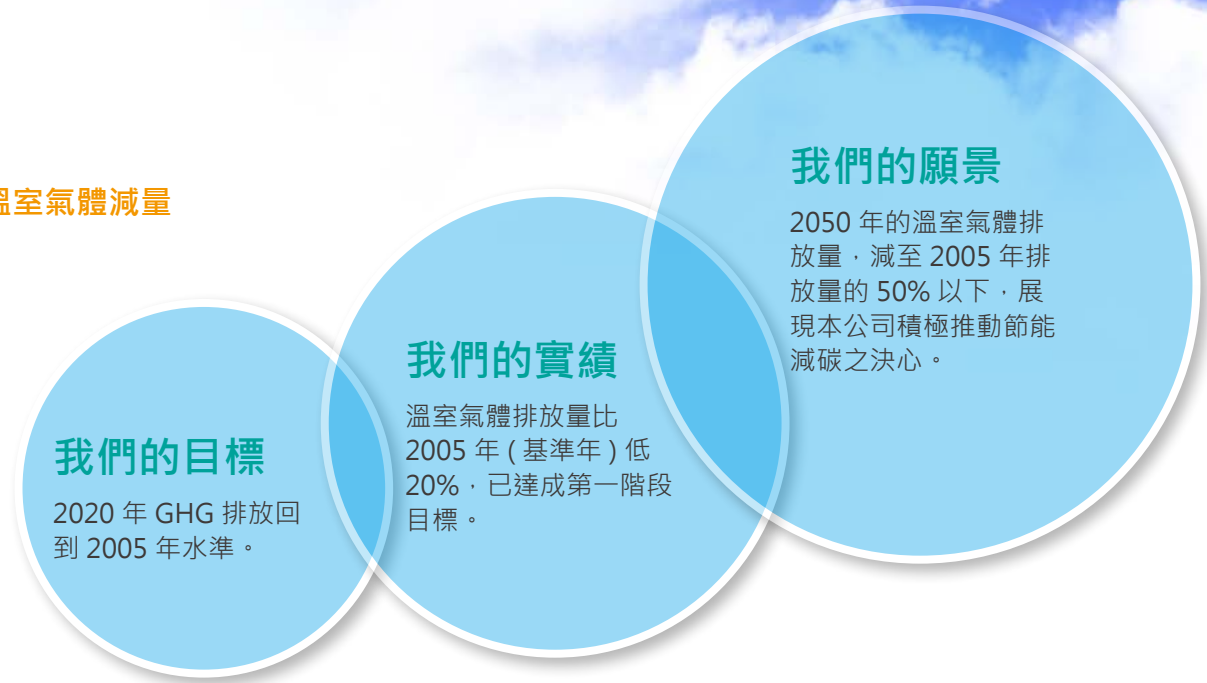 溫室氣體減量
我們的目標
2020 年 GHG 排放回
到 2005 年水準。
我們的實績
溫室氣體排放量比
2005 年 ( 基準年 ) 低
20%，已達成第一階段
目標。
我們的願景
2050 年的溫室氣體排
放量，減至 2005 年排
放量的 50% 以下，展
現本公司積極推動節能
減碳之決心。